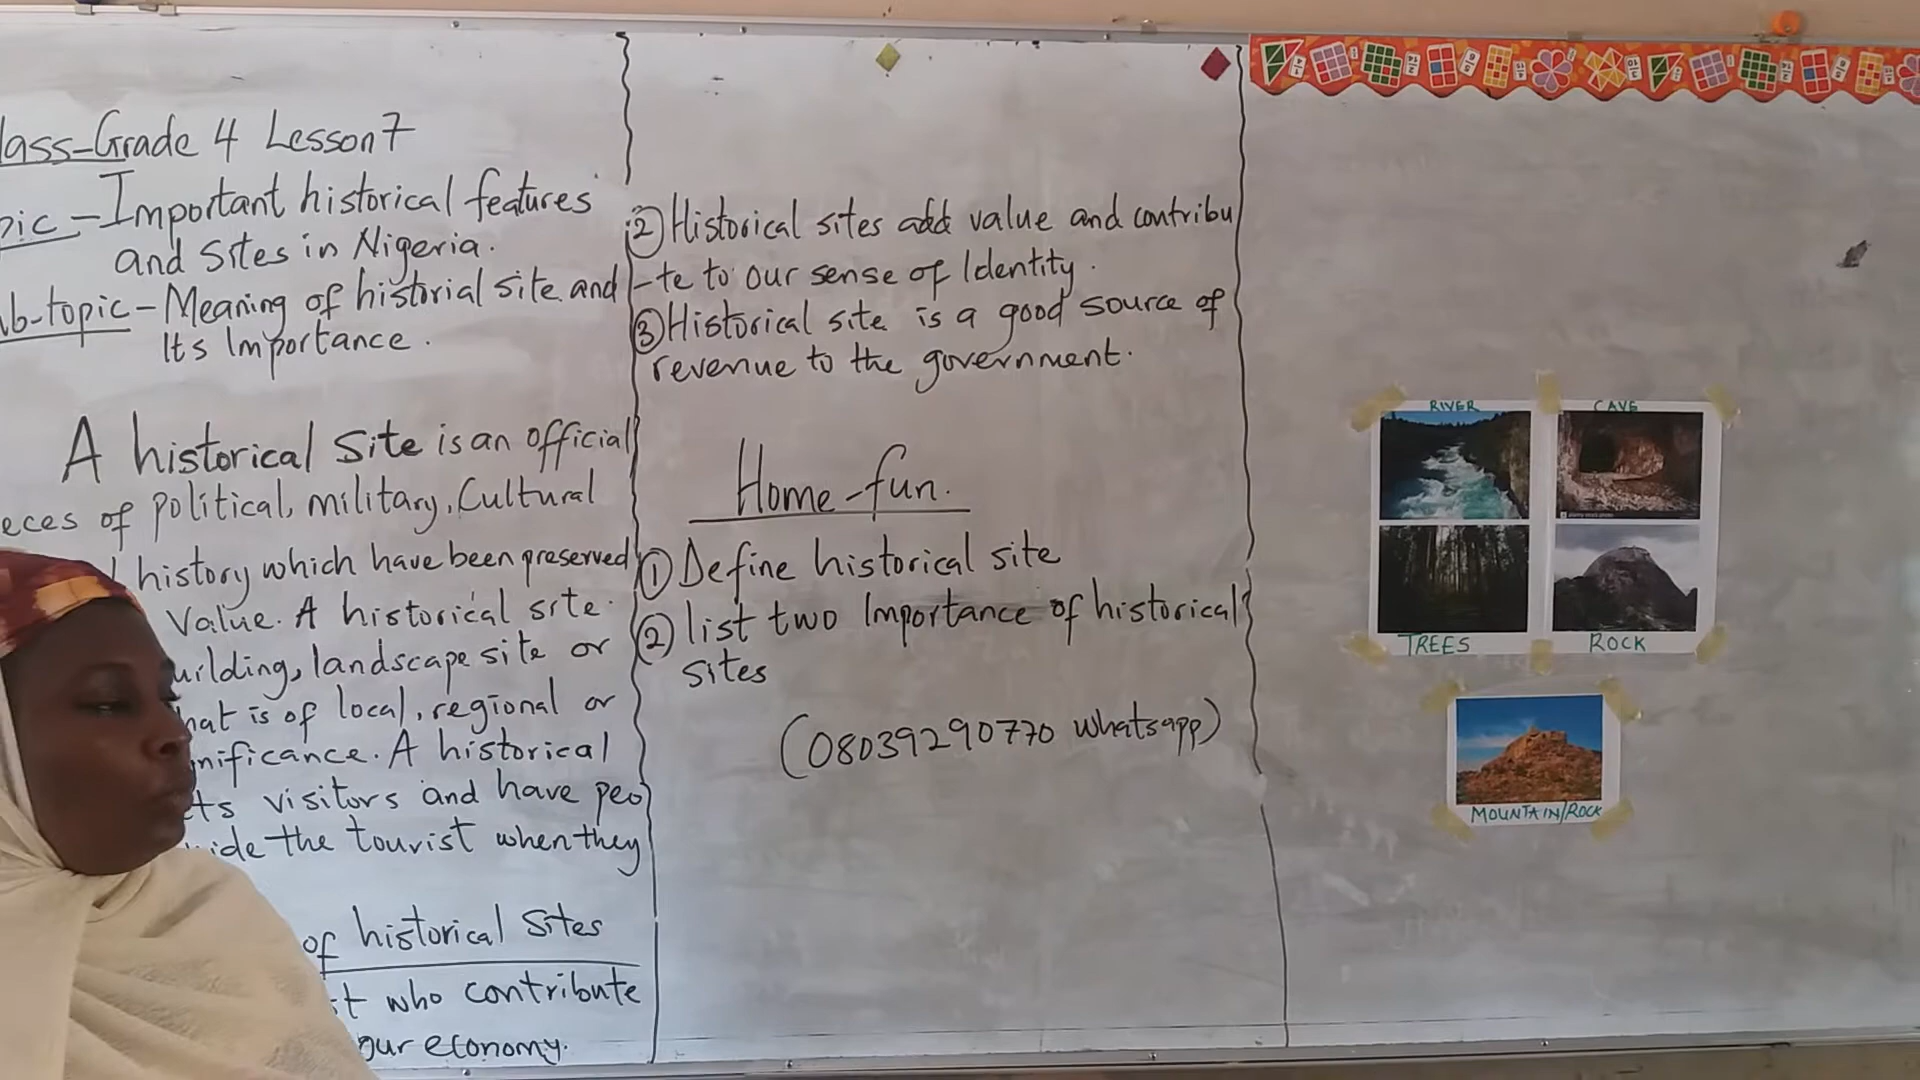 lass-Grade 4 Lesson 7
pic - Important historical features
and sites in Nigeria.
ub-topic - Meaning of historial site and
Its Importance.
A historical site is an official
eces of political, military, Cultural
history which have been preserved
Value. A historical site
uilding, landscape site or
hat is of local, regional or
nificance. A historical
ts visitors and have peo
ide the tourist when they
of historical Sites
t who contribute
our economy.
② Historical sites add value and contribu
-te to our sense of Identity.
③ Historical site is a good source of
revenue to the government.
Home-fun.
① Define historical site
② list two Importance of historical
sites
(08039290770 whatsapp)
RIVER
CAVE
TREES
ROCK
MOUNTAIN/ROCK